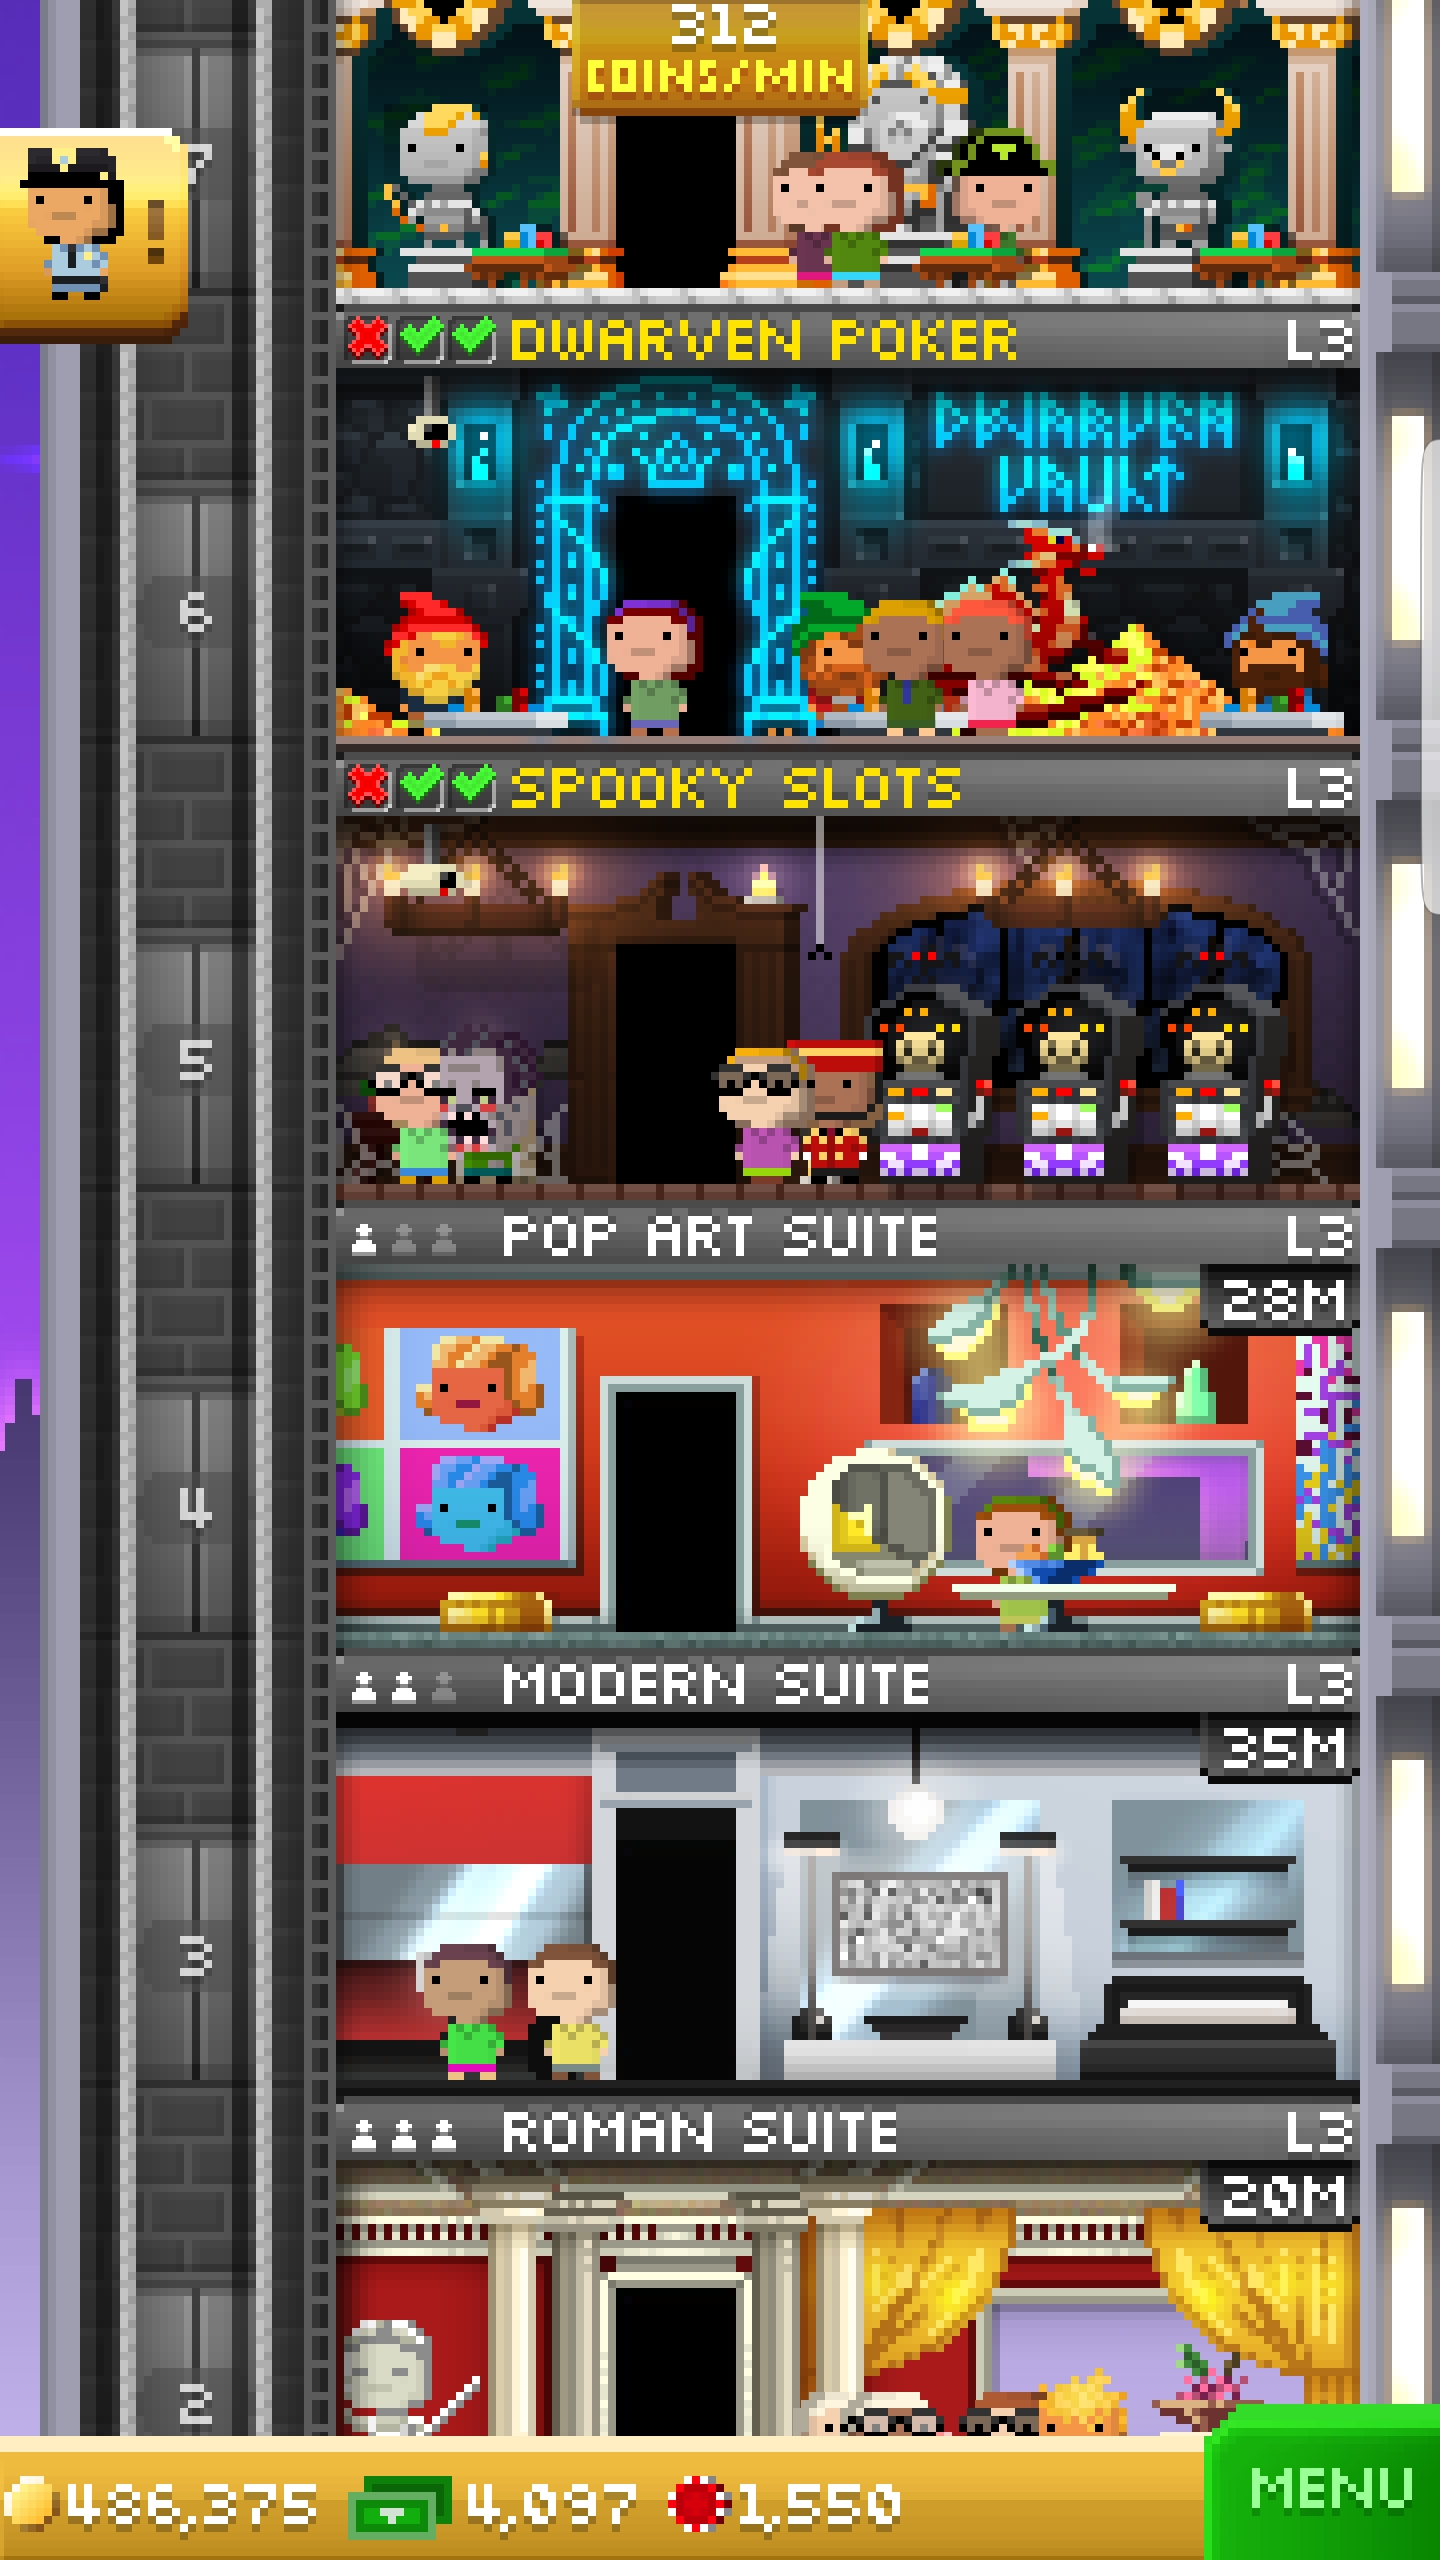 312
COINS/MIN
7
!
DWARVEN POKER L3
DWARVEN
VAULT
6
SPOOKY SLOTS L3
5
POP ART SUITE L3
28M
4
MODERN SUITE L3
35M
3
ROMAN SUITE L3
20M
2
486,375 4,097 1,550 MENU